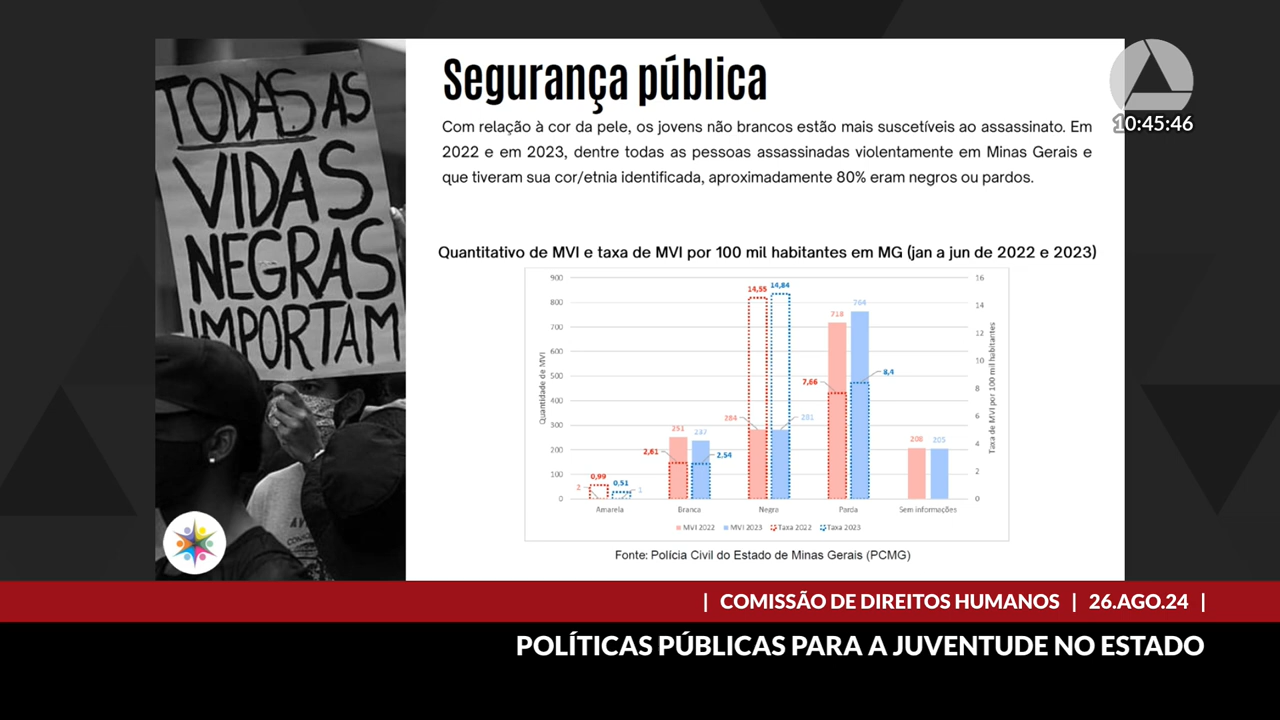 TODAS AS
VIDAS
NEGRAS
IMPORTAM
Segurança pública
10:45:46
Com relação à cor da pele, os jovens não brancos estão mais suscetíveis ao assassinato. Em
2022 e em 2023, dentre todas as pessoas assassinadas violentamente em Minas Gerais e
que tiveram sua cor/etnia identificada, aproximadamente 80% eram negros ou pardos.
Quantitativo de MVI e taxa de MVI por 100 mil habitantes em MG (jan a jun de 2022 e 2023)
Quantidade de MVI
900
800
700
600
500
400
300
200
100
0
2
0,99
0,51
1
2,61
251
237
2,54
284
14,55
14,84
281
7,66
718
764
8,4
208
205
16
14
12
10
8
6
4
2
0
Taxa de MVI por 100 mil habitantes
Amarela
Branca
Negra
Parda
Sem informações
MVI 2022
MVI 2023
Taxa 2022
Taxa 2023
Fonte: Polícia Civil do Estado de Minas Gerais (PCMG)
| COMISSÃO DE DIREITOS HUMANOS | 26.AGO.24 |
POLÍTICAS PÚBLICAS PARA A JUVENTUDE NO ESTADO